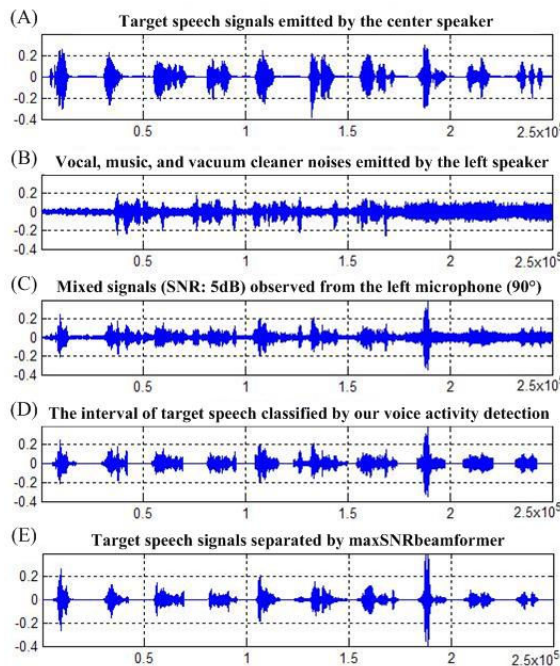 (A) Target speech signals emitted by the center speaker
0.2
0
-0.2
-0.4
0.5 1 1.5 2 2.5x10⁵
(B) Vocal, music, and vacuum cleaner noises emitted by the left speaker
0.2
0
-0.2
-0.4
0.5 1 1.5 2 2.5x10⁵
(C) Mixed signals (SNR: 5dB) observed from the left microphone (90°)
0.2
0
-0.2
-0.4
0.5 1 1.5 2 2.5x10⁵
(D) The interval of target speech classified by our voice activity detection
0.2
0
-0.2
-0.4
0.5 1 1.5 2 2.5x10⁵
(E) Target speech signals separated by maxSNRbeamformer
0.2
0
-0.2
-0.4
0.5 1 1.5 2 2.5x10⁵